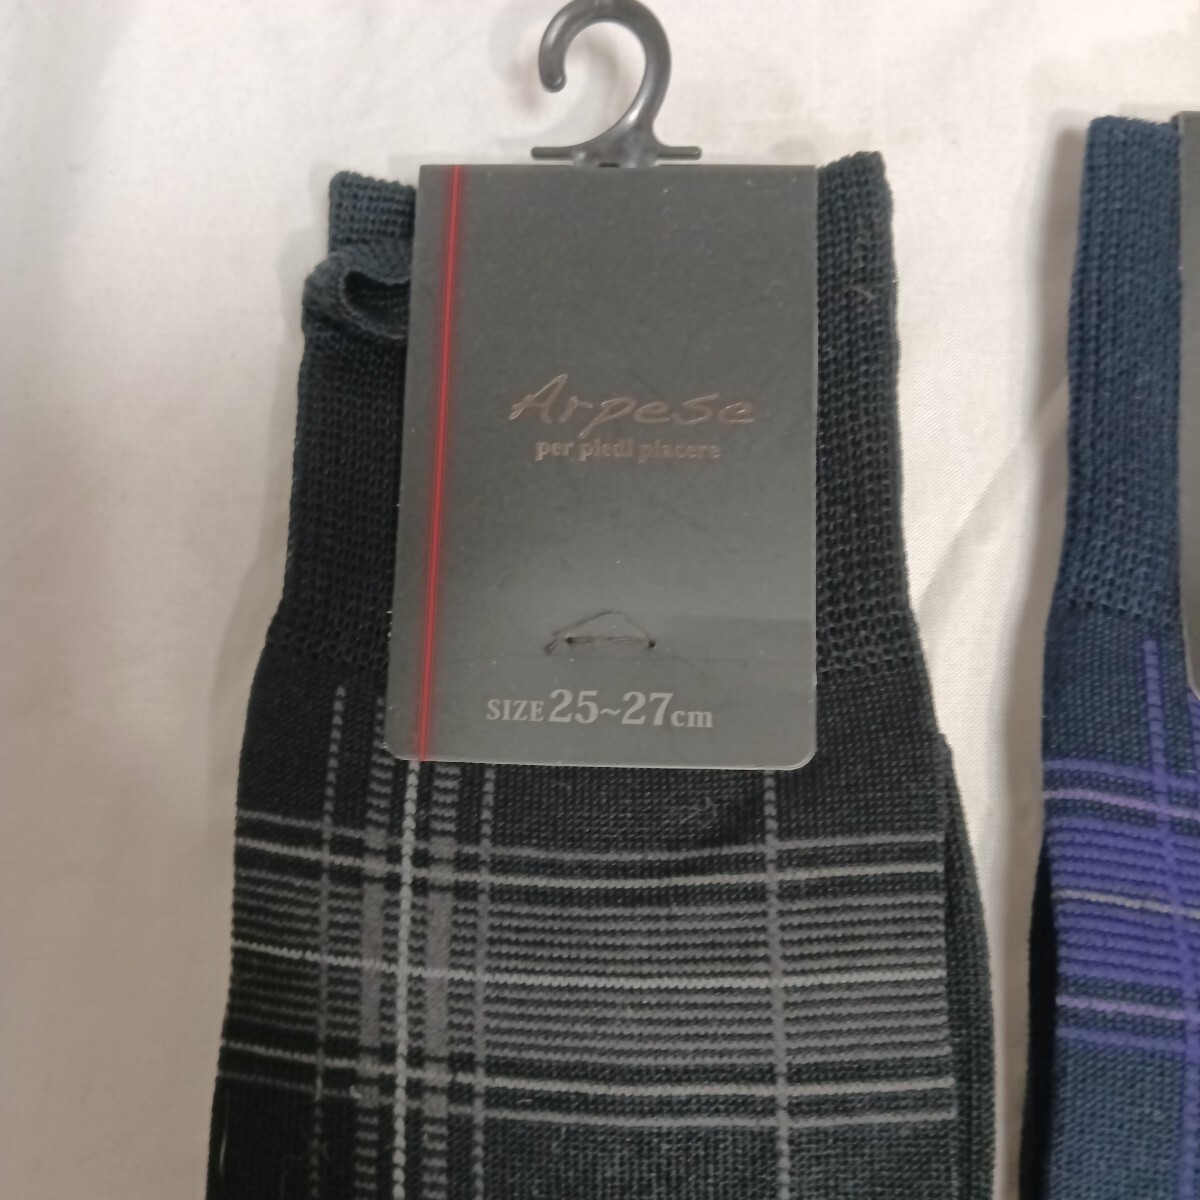 Arpese
per piedi piacere
SIZE 25~27cm